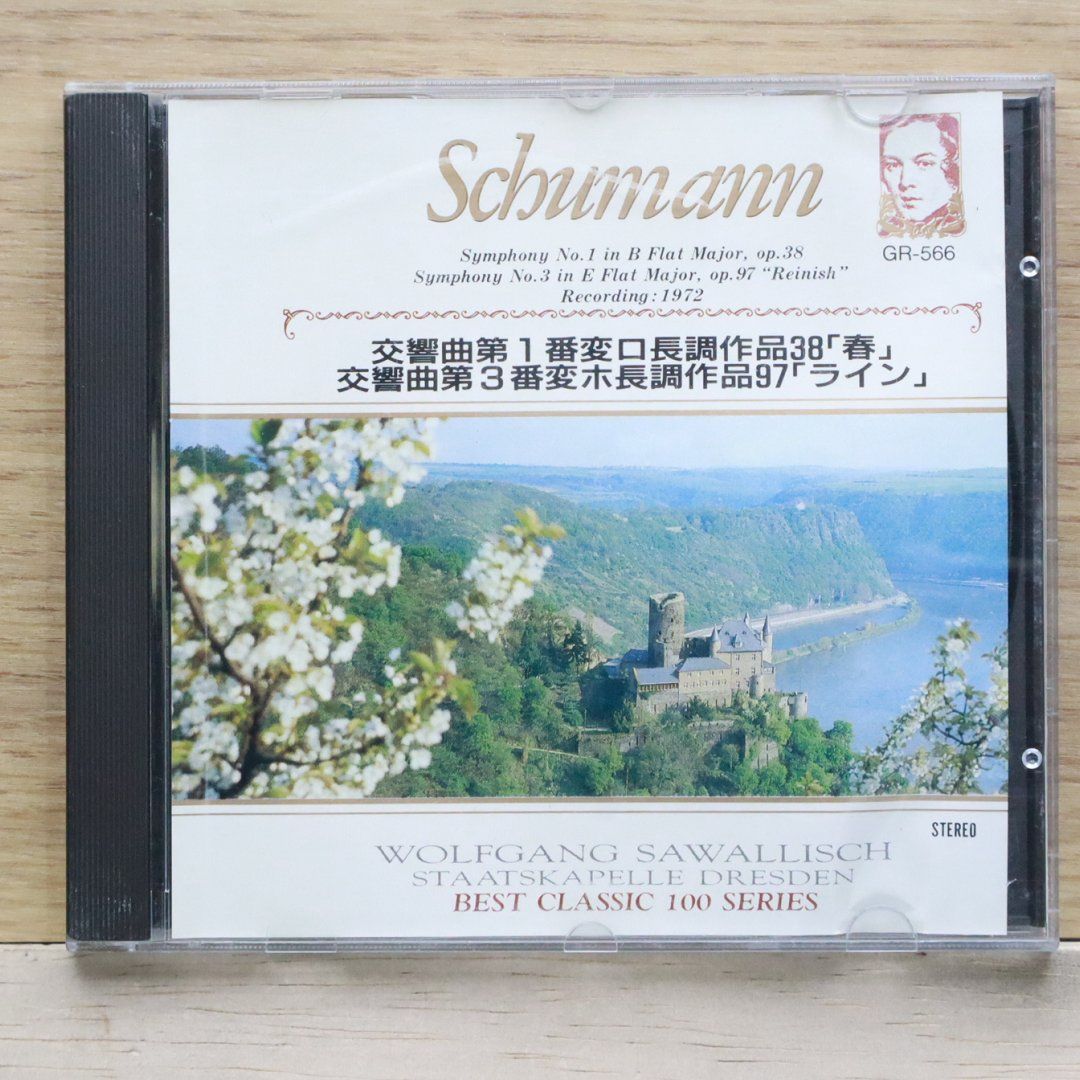 Schumann
Symphony No.1 in B Flat Major, op.38
Symphony No.3 in E Flat Major, op.97 "Reinish"
Recording:1972
GR-566
交響曲第1番変ロ長調作品38「春」
交響曲第3番変ホ長調作品97「ライン」
STEREO
WOLFGANG SAWALLISCH
STAATSKAPELLE DRESDEN
BEST CLASSIC 100 SERIES